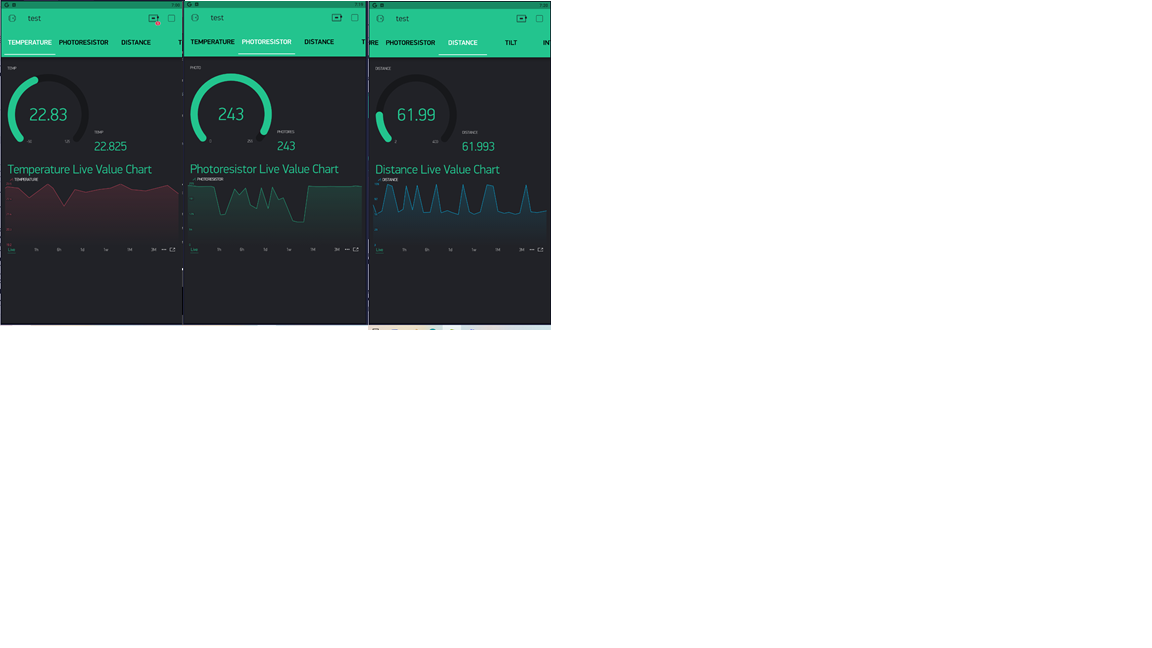 test
TEMPERATURE PHOTORESISTOR DISTANCE T
TEMP
22.83
TEMP
22.825
Temperature Live Value Chart
TEMPERATURE
Live 1h 6h 1d 1w 1M 3M
test
TEMPERATURE PHOTORESISTOR DISTANCE T
PHOTO
243
0
243
Photoresistor Live Value Chart
PHOTORESISTOR
Live 1h 6h 1d 1w 1M 3M
test
RE PHOTORESISTOR DISTANCE TILT IN
DISTANCE
61.99
0
DISTANCE
61.993
Distance Live Value Chart
DISTANCE
Live 1h 6h 1d 1w 1M 3M